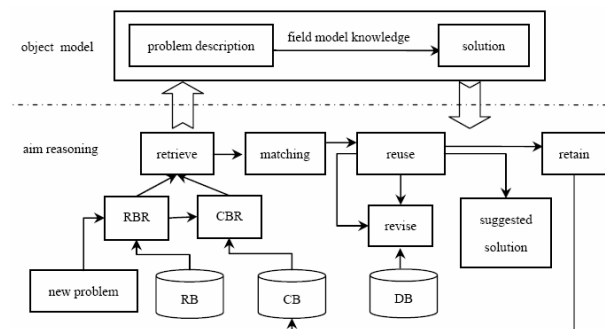 object model
problem description
field model knowledge
solution
aim reasoning
retrieve
matching
reuse
retain
RBR
CBR
revise
suggested
solution
new problem
RB
CB
DB